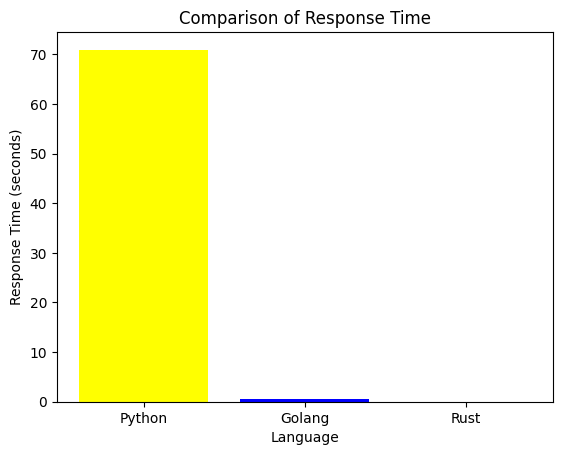 Comparison of Response Time
Response Time (seconds)
70
60
50
40
30
20
10
0
Python Golang Rust
Language